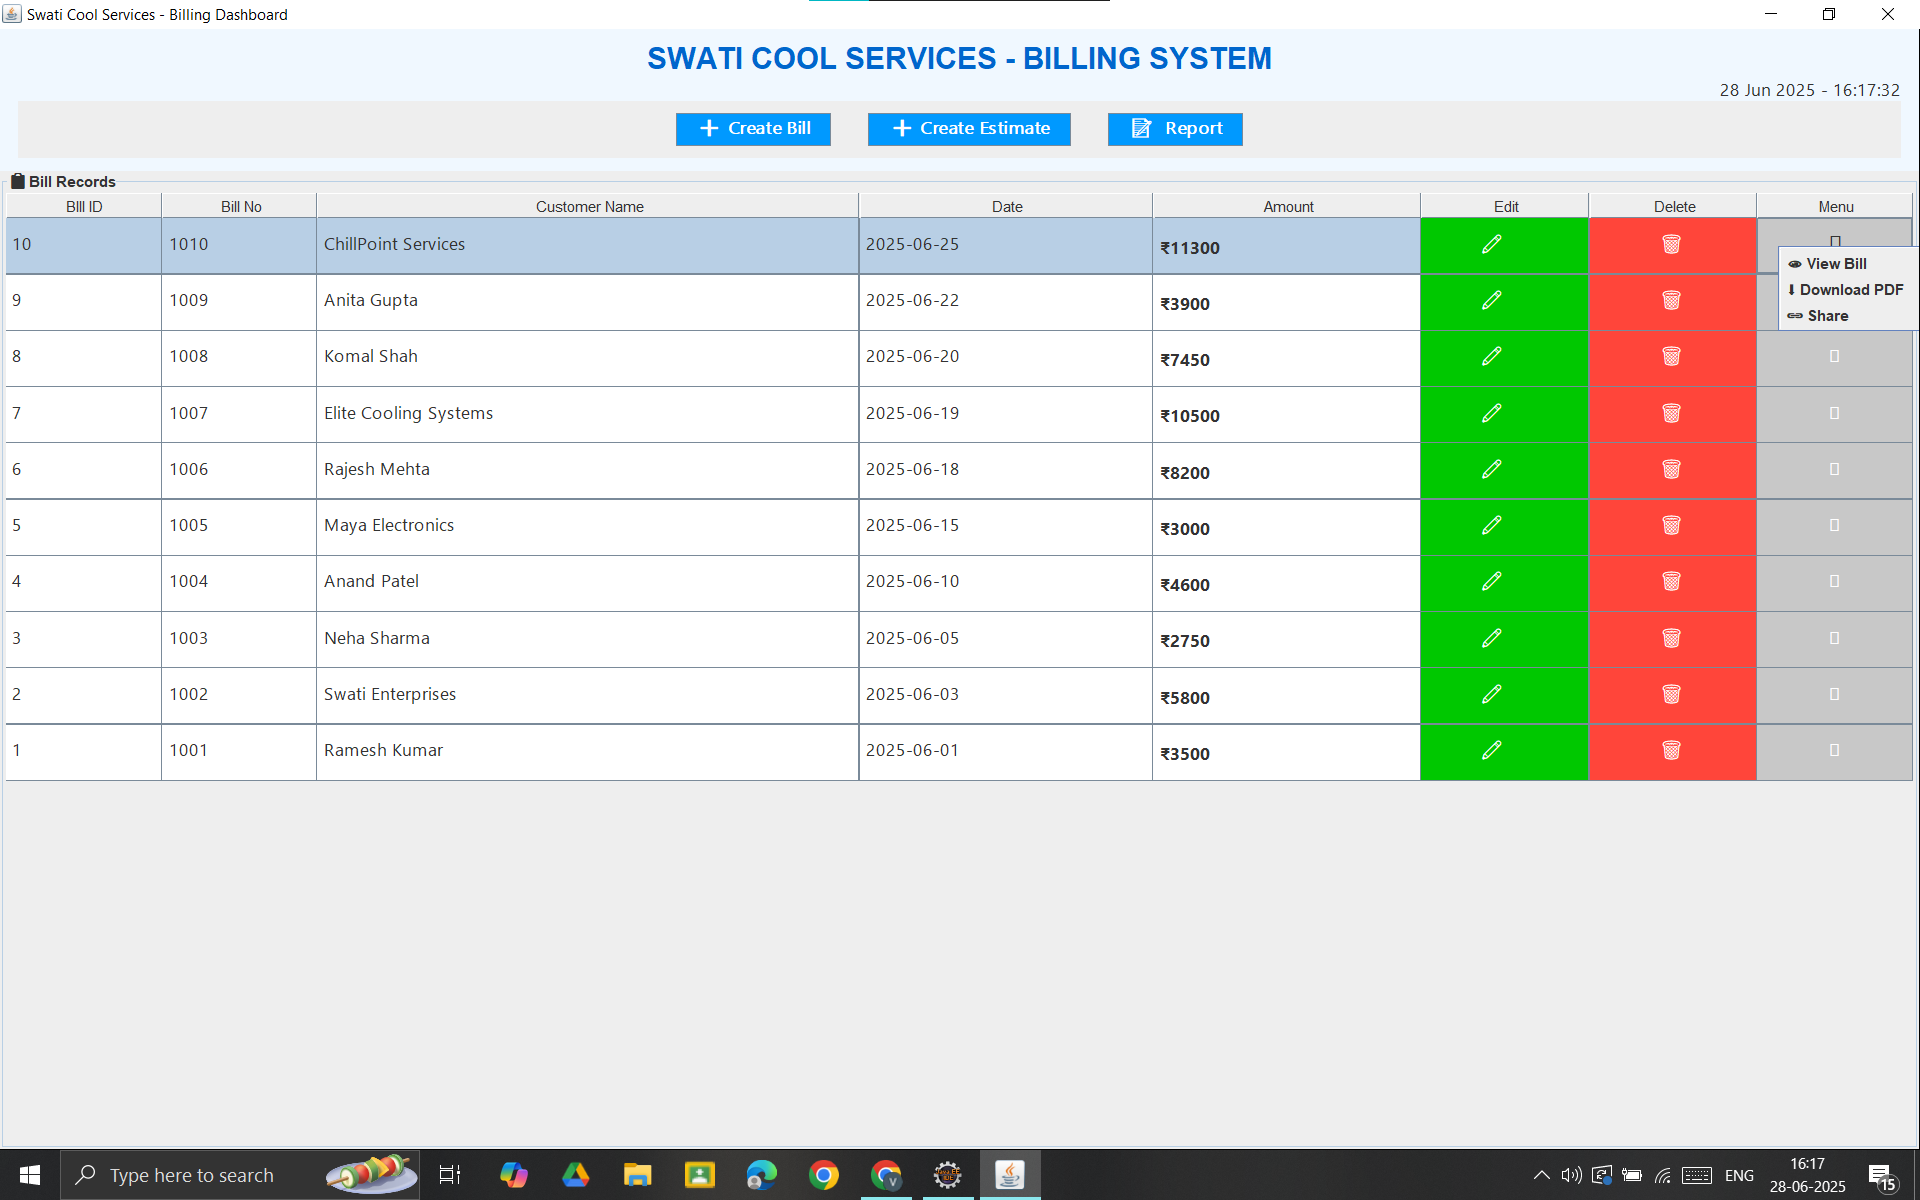 Swati Cool Services - Billing Dashboard
SWATI COOL SERVICES - BILLING SYSTEM
28 Jun 2025 - 16:17:32
Create Bill Create Estimate Report
Bill Records
BIll ID Bill No Customer Name Date Amount Edit Delete Menu
10 1010 ChillPoint Services 2025-06-25 ₹11300
View Bill
Download PDF
Share
9 1009 Anita Gupta 2025-06-22 ₹3900
8 1008 Komal Shah 2025-06-20 ₹7450
7 1007 Elite Cooling Systems 2025-06-19 ₹10500
6 1006 Rajesh Mehta 2025-06-18 ₹8200
5 1005 Maya Electronics 2025-06-15 ₹3000
4 1004 Anand Patel 2025-06-10 ₹4600
3 1003 Neha Sharma 2025-06-05 ₹2750
2 1002 Swati Enterprises 2025-06-03 ₹5800
1 1001 Ramesh Kumar 2025-06-01 ₹3500
Type here to search
ENG
16:17
28-06-2025
15